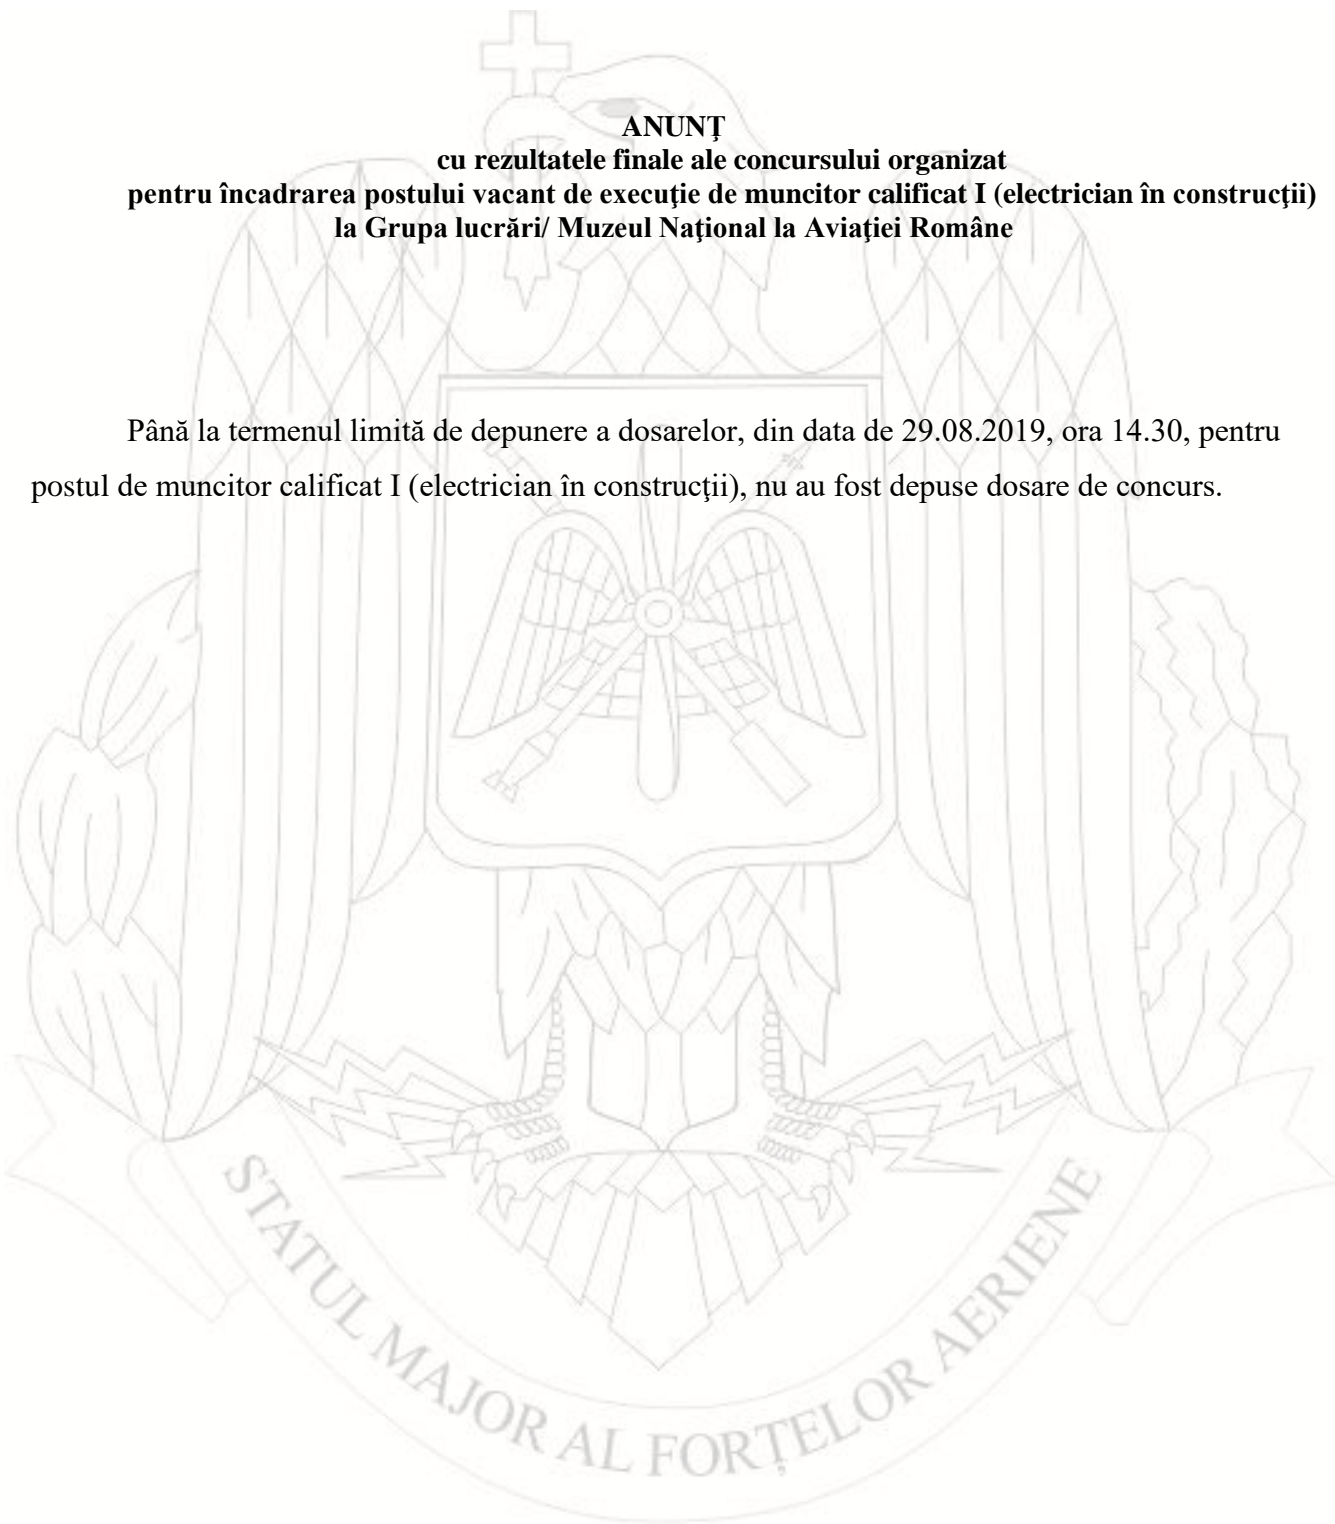 ANUNŢ
cu rezultatele finale ale concursului organizat
pentru încadrarea postului vacant de execuţie de muncitor calificat I (electrician în construcţii)
la Grupa lucrări/ Muzeul Naţional la Aviaţiei Române
Până la termenul limită de depunere a dosarelor, din data de 29.08.2019, ora 14.30, pentru
postul de muncitor calificat I (electrician în construcţii), nu au fost depuse dosare de concurs.
STATUL MAJOR AL FORȚELOR AERIENE